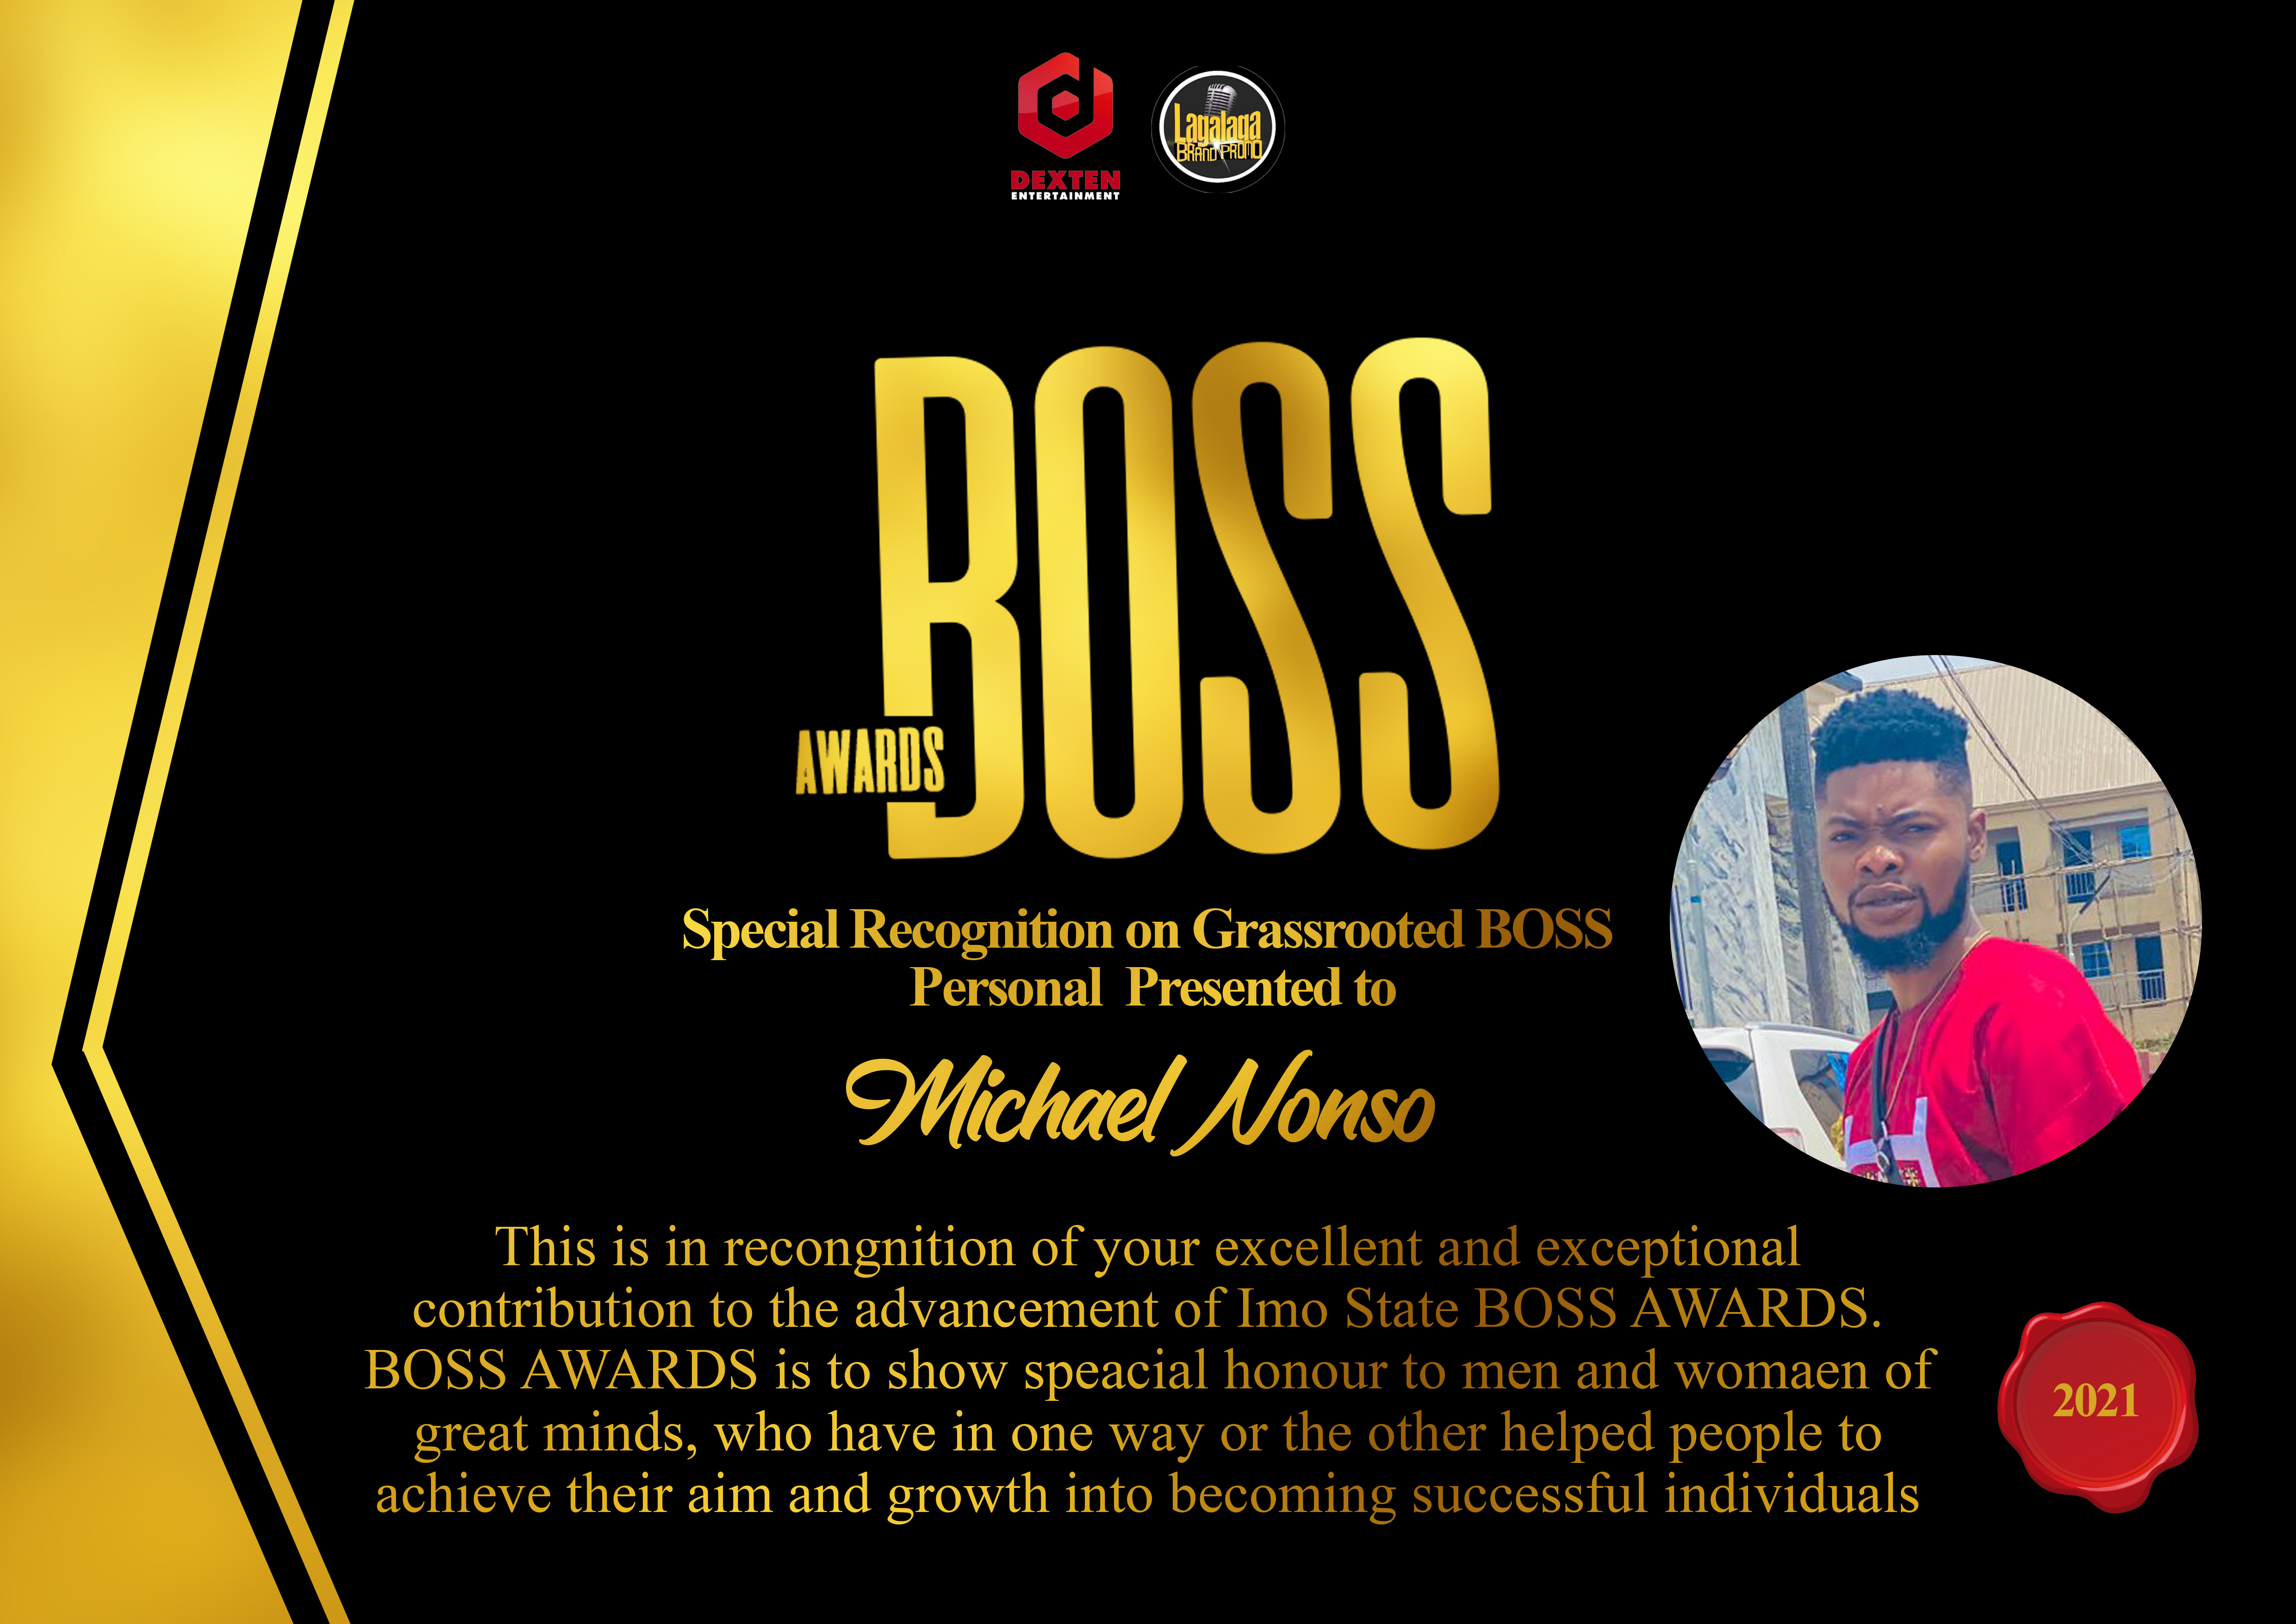 DEXTEN
ENTERTAINMENT
Lagalaga
BRAND PROMO
BOSS
AWARDS
Special Recognition on Grassrooted BOSS
Personal Presented to
Michael Nonso
This is in recongnition of your excellent and exceptional
contribution to the advancement of Imo State BOSS AWARDS.
BOSS AWARDS is to show speacial honour to men and womaen of
great minds, who have in one way or the other helped people to
achieve their aim and growth into becoming successful individuals
2021